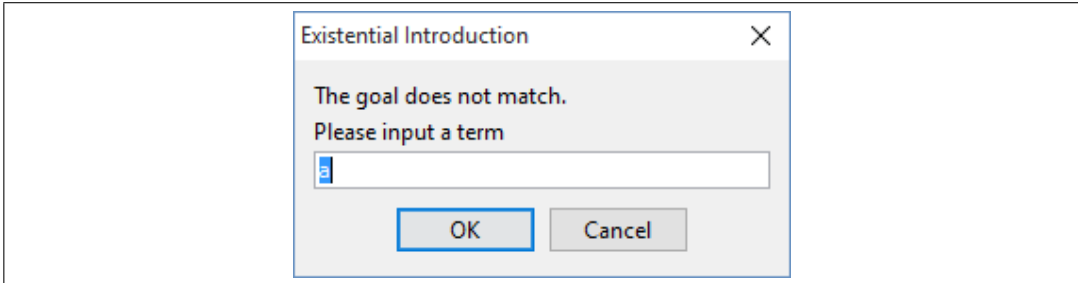 Existential Introduction
The goal does not match.
Please input a term
a
OK Cancel